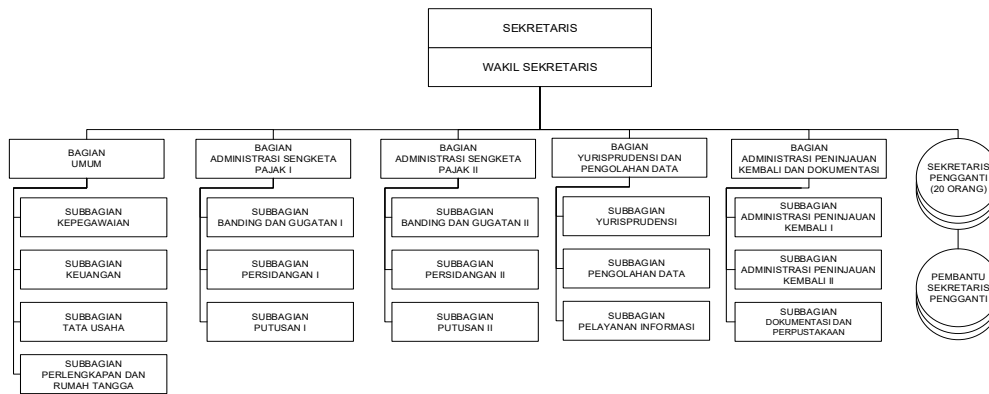 SEKRETARIS
WAKIL SEKRETARIS
BAGIAN
UMUM
SUBBAGIAN
KEPEGAWAIAN
SUBBAGIAN
KEUANGAN
SUBBAGIAN
TATA USAHA
SUBBAGIAN
PERLENGKAPAN DAN
RUMAH TANGGA
BAGIAN
ADMINISTRASI SENGKETA
PAJAK I
SUBBAGIAN
BANDING DAN GUGATAN I
SUBBAGIAN
PERSIDANGAN I
SUBBAGIAN
PUTUSAN I
BAGIAN
ADMINISTRASI SENGKETA
PAJAK II
SUBBAGIAN
BANDING DAN GUGATAN II
SUBBAGIAN
PERSIDANGAN II
SUBBAGIAN
PUTUSAN II
BAGIAN
YURISPRUDENSI DAN
PENGOLAHAN DATA
SUBBAGIAN
YURISPRUDENSI
SUBBAGIAN
PENGOLAHAN DATA
SUBBAGIAN
PELAYANAN INFORMASI
BAGIAN
ADMINISTRASI PENINJAUAN
KEMBALI DAN DOKUMENTASI
SUBBAGIAN
ADMINISTRASI PENINJAUAN
KEMBALI I
SUBBAGIAN
ADMINISTRASI PENINJAUAN
KEMBALI II
SUBBAGIAN
DOKUMENTASI DAN
PERPUSTAKAAN
SEKRETARIS
PENGGANTI
(20 ORANG)
PEMBANTU
SEKRETARIS
PENGGANTI